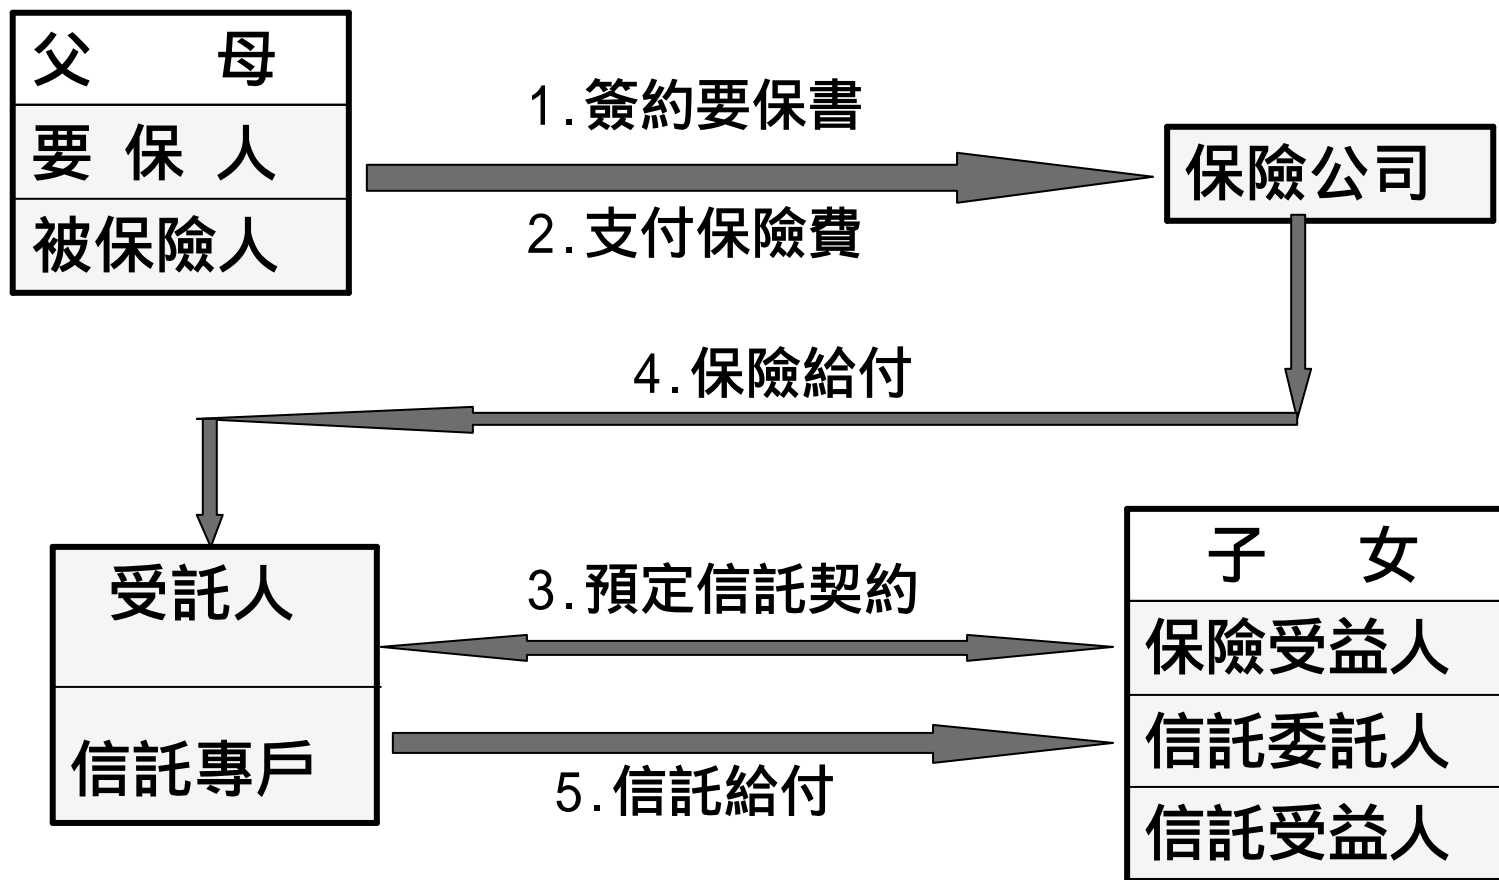 父 母
要 保 人
被保險人
1.簽約要保書
2.支付保險費
保險公司
4.保險給付
受託人
信託專戶
3.預定信託契約
5.信託給付
子 女
保險受益人
信託委託人
信託受益人